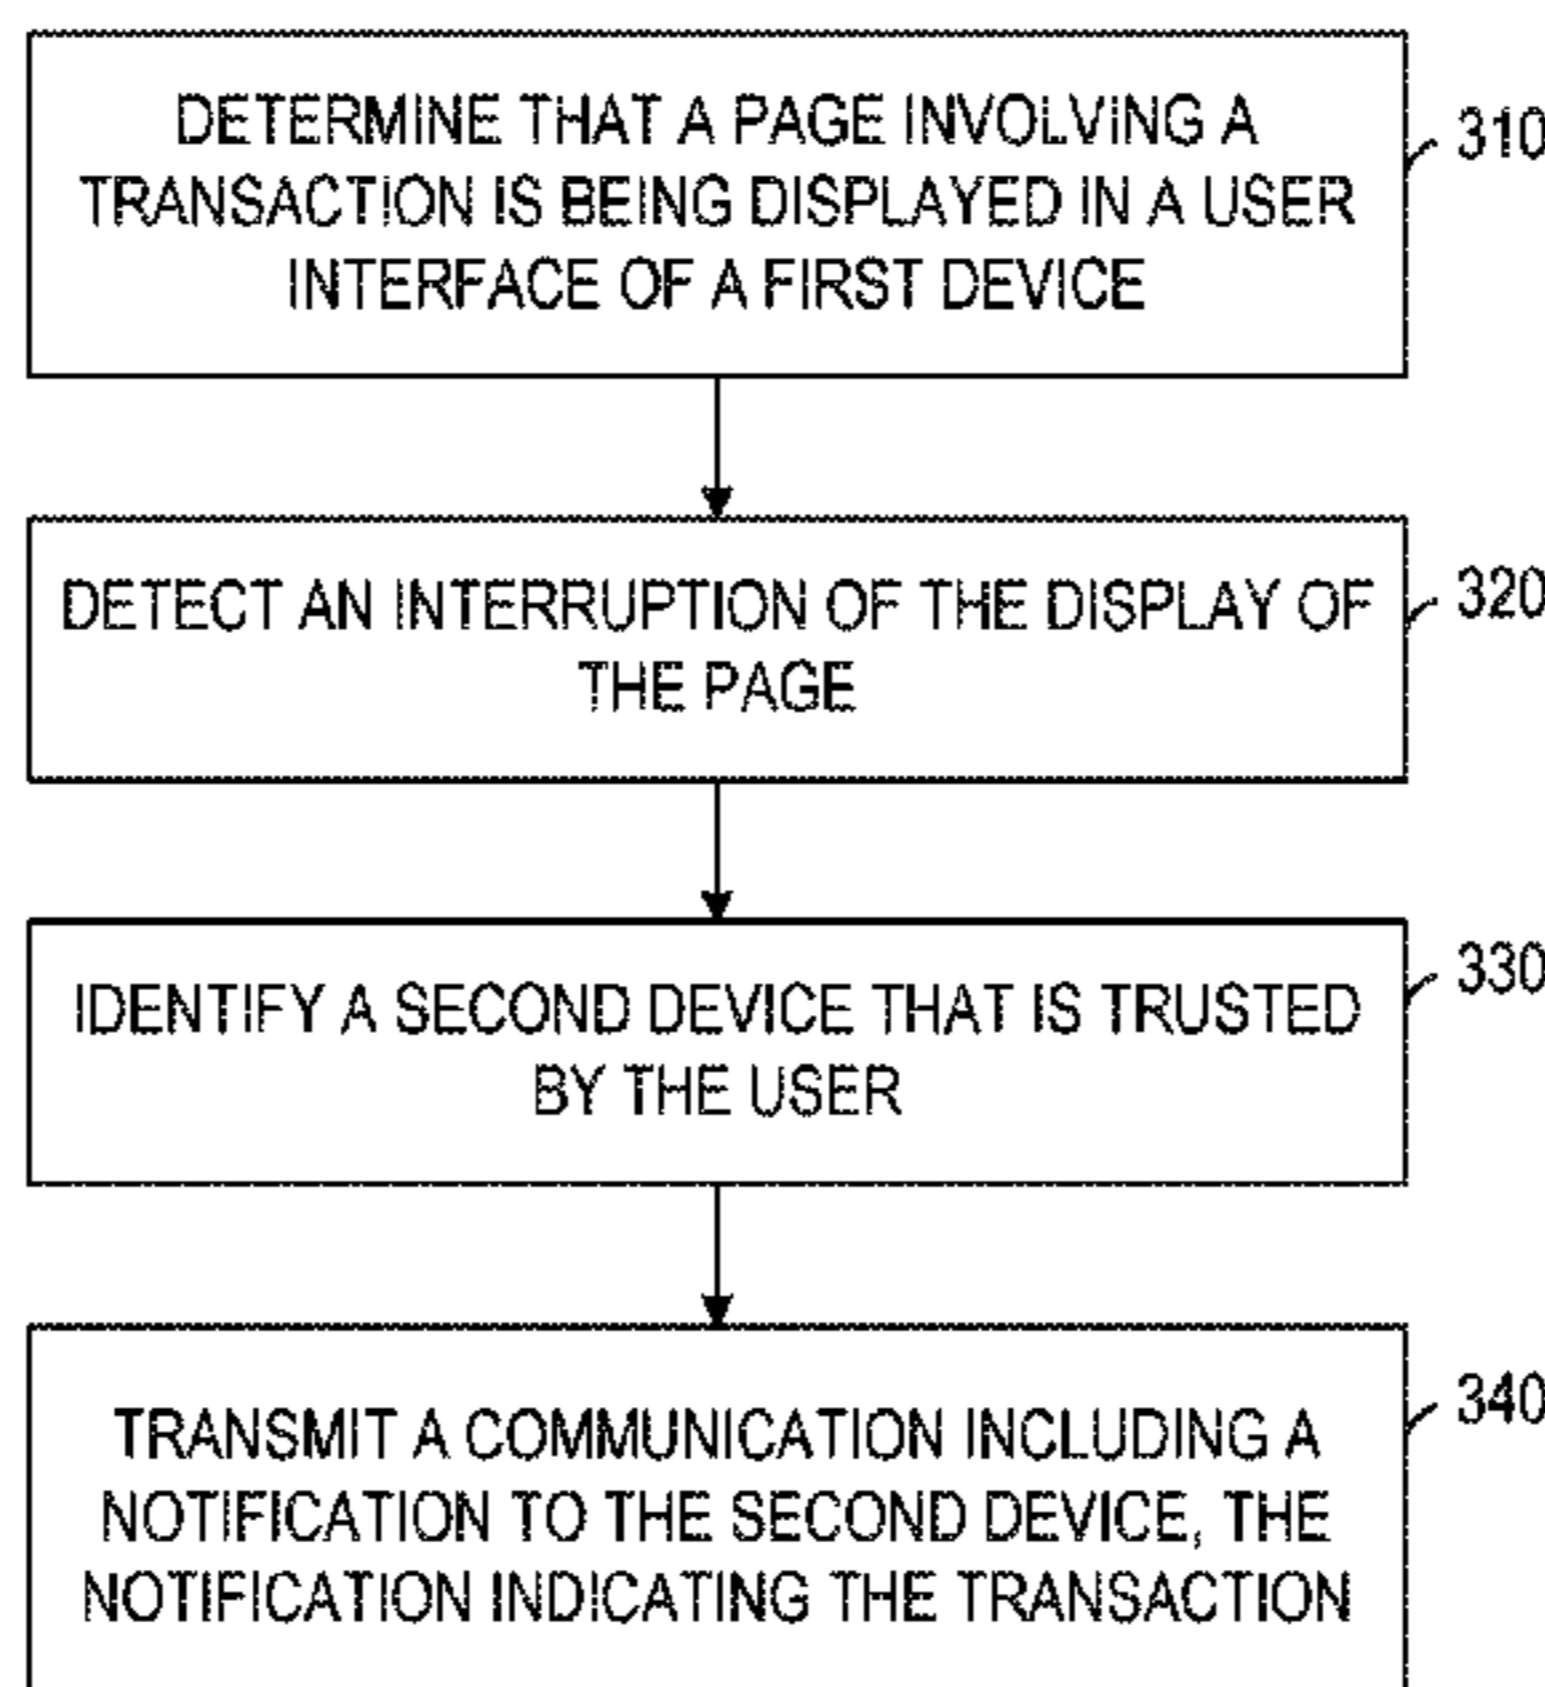 DETERMINE THAT A PAGE INVOLVING A
TRANSACTION IS BEING DISPLAYED IN A USER
INTERFACE OF A FIRST DEVICE
310
DETECT AN INTERRUPTION OF THE DISPLAY OF
THE PAGE
320
IDENTIFY A SECOND DEVICE THAT IS TRUSTED
BY THE USER
330
TRANSMIT A COMMUNICATION INCLUDING A
NOTIFICATION TO THE SECOND DEVICE, THE
NOTIFICATION INDICATING THE TRANSACTION
340